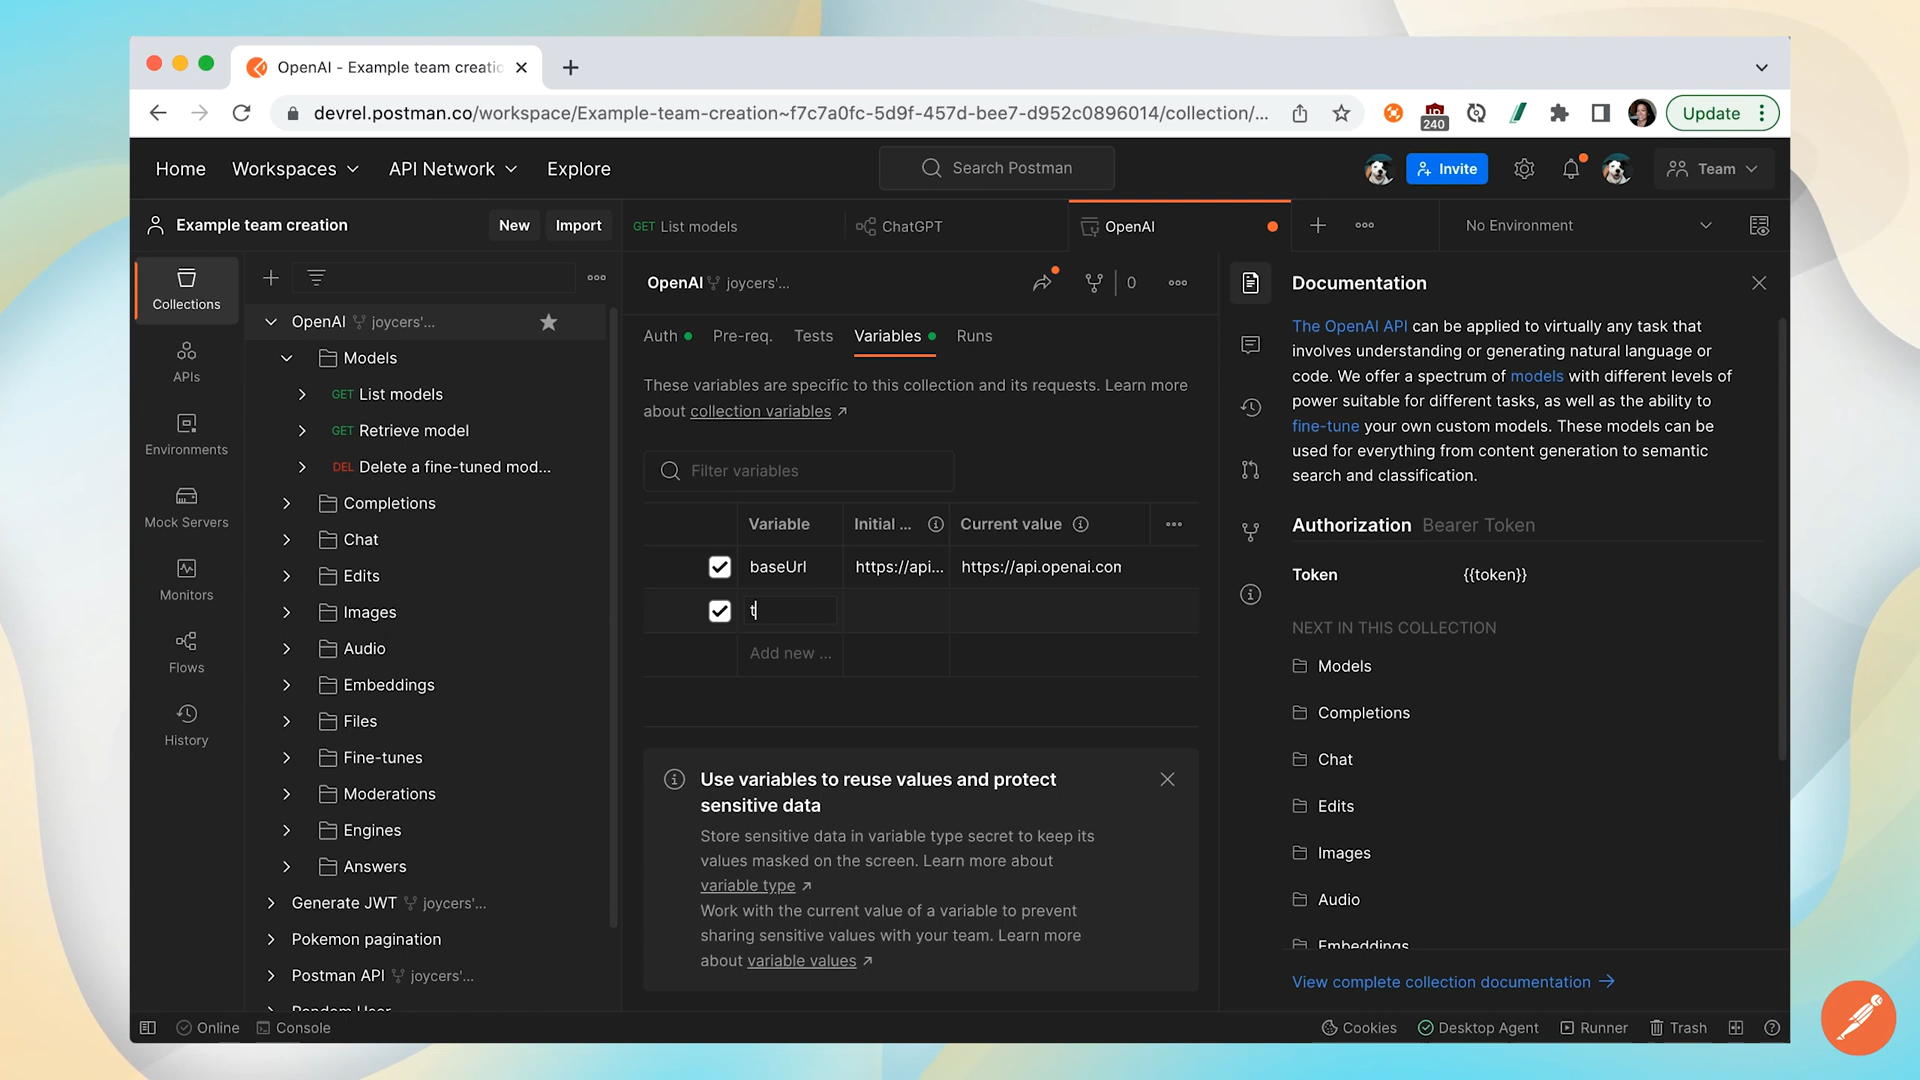 OpenAI - Example team creatio
devrel.postman.co/workspace/Example-team-creation~f7c7a0fc-5d9f-457d-bee7-d952c0896014/collection/...
240
Update
Home
Workspaces
API Network
Explore
Search Postman
Invite
Team
Example team creation
New
Import
GET List models
ChatGPT
OpenAI
No Environment
Collections
APIs
Environments
Mock Servers
Monitors
Flows
History
OpenAI joycers'...
Models
GET List models
GET Retrieve model
DEL Delete a fine-tuned mod...
Completions
Chat
Edits
Images
Audio
Embeddings
Files
Fine-tunes
Moderations
Engines
Answers
Generate JWT joycers'...
Pokemon pagination
Postman API joycers'...
Random User
OpenAI joycers'...
0
Auth
Pre-req.
Tests
Variables
Runs
These variables are specific to this collection and its requests. Learn more
about collection variables ↗
Filter variables
Variable Initial ... Current value
baseUrl https://api... https://api.openai.con
t
Add new ...
Use variables to reuse values and protect
sensitive data
Store sensitive data in variable type secret to keep its
values masked on the screen. Learn more about
variable type ↗
Work with the current value of a variable to prevent
sharing sensitive values with your team. Learn more
about variable values ↗
Documentation
The OpenAI API can be applied to virtually any task that
involves understanding or generating natural language or
code. We offer a spectrum of models with different levels of
power suitable for different tasks, as well as the ability to
fine-tune your own custom models. These models can be
used for everything from content generation to semantic
search and classification.
Authorization Bearer Token
Token {{token}}
NEXT IN THIS COLLECTION
Models
Completions
Chat
Edits
Images
Audio
Embeddings
View complete collection documentation →
Online
Console
Cookies
Desktop Agent
Runner
Trash